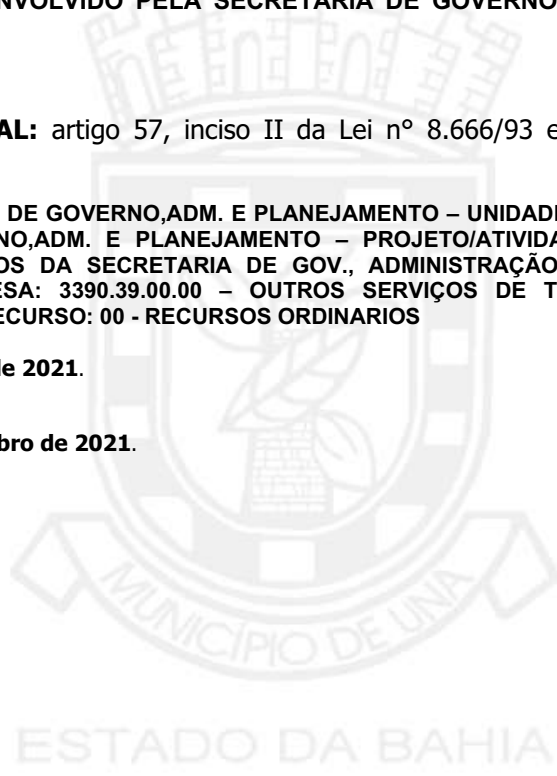 ENVOLVIDO PELA SECRETARIA DE GOVERNO
AL: artigo 57, inciso II da Lei n° 8.666/93 e
DE GOVERNO,ADM. E PLANEJAMENTO – UNIDAD
NO,ADM. E PLANEJAMENTO – PROJETO/ATIVIDA
OS DA SECRETARIA DE GOV., ADMINISTRAÇÃO
ESA: 3390.39.00.00 – OUTROS SERVIÇOS DE T
ECURSO: 00 - RECURSOS ORDINARIOS
de 2021.
bro de 2021.
MUNICÍPIO DE UNA
ESTADO DA BAHIA